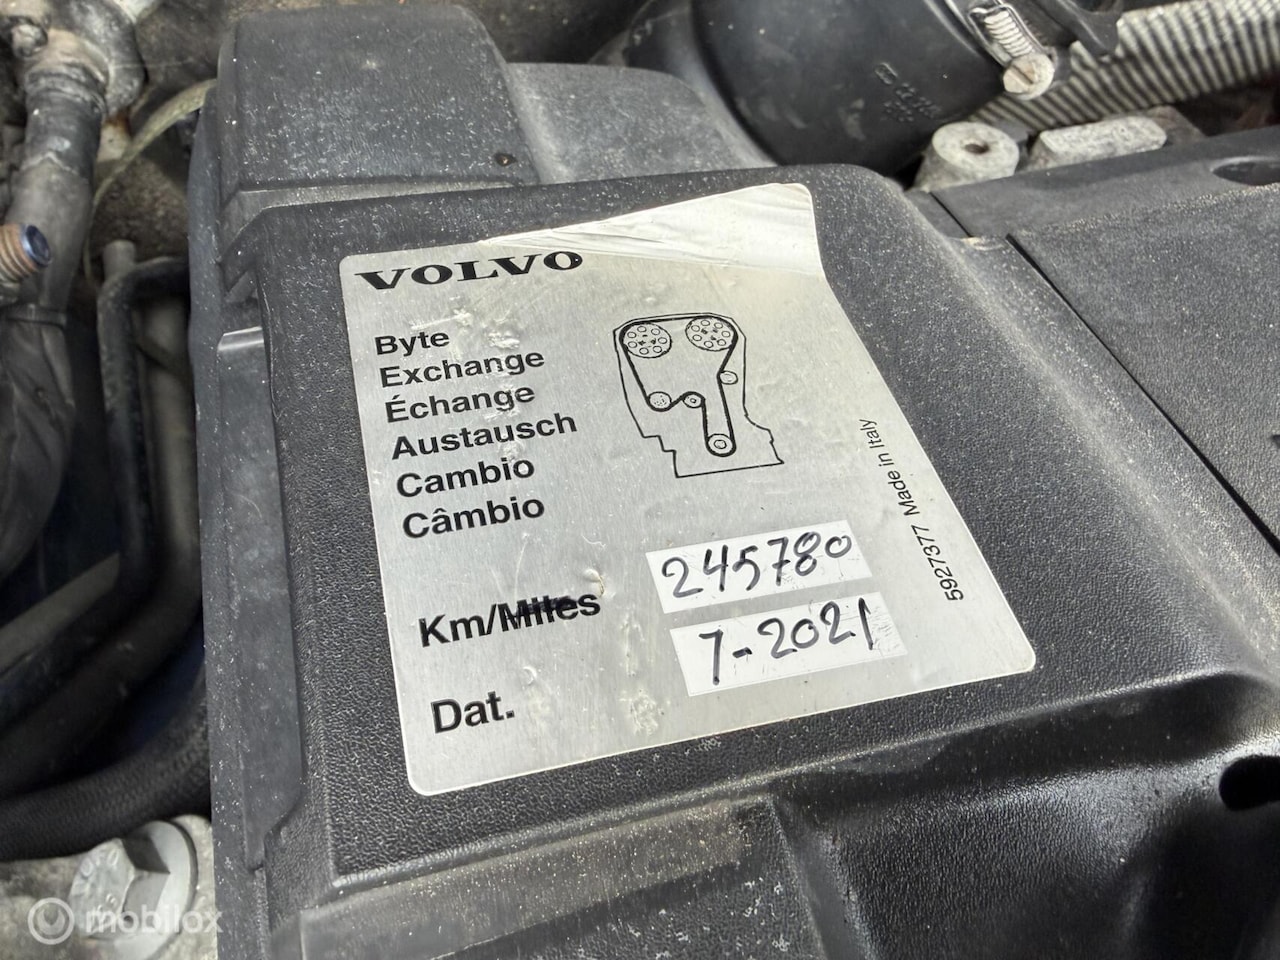 VOLVO
Byte
Exchange
Échange
Austausch
Cambio
Câmbio
Km/Miles
245780
Dat.
7-2021
5927377 Made in Italy
mobilox